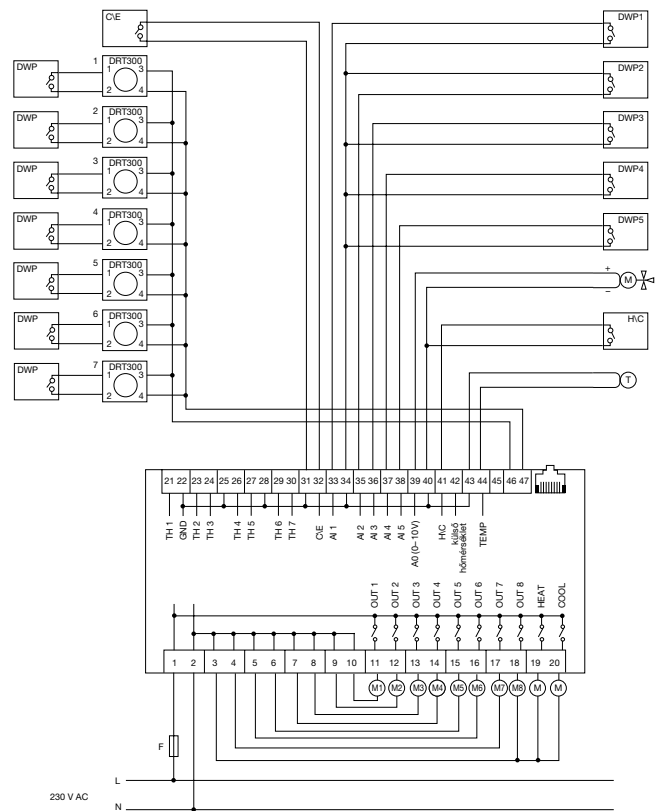 C\E
DWP1
DWP 1 DRT300 1 3 2 4
DWP2
DWP 2 DRT300 1 3 2 4
DWP3
DWP 3 DRT300 1 3 2 4
DWP4
DWP 4 DRT300 1 3 2 4
DWP5
DWP 5 DRT300 1 3 2 4
+ M −
DWP 6 DRT300 1 3 2 4
H\C
DWP 7 DRT300 1 3 2 4
T
21 22 23 24 25 26 27 28 29 30 31 32 33 34 35 36 37 38 39 40 41 42 43 44 45 46 47
TH 1
GND
TH 2
TH 3
TH 4
TH 5
TH 6
TH 7
C\E
AI 1
AI 2
AI 3
AI 4
AI 5
A0 (0–10V)
H\C
külső
hőmérséklet
TEMP
OUT 1
OUT 2
OUT 3
OUT 4
OUT 5
OUT 6
OUT 7
OUT 8
HEAT
COOL
1 2 3 4 5 6 7 8 9 10 11 12 13 14 15 16 17 18 19 20
M1 M2 M3 M4 M5 M6 M7 M8 M M
F
L
230 V AC
N